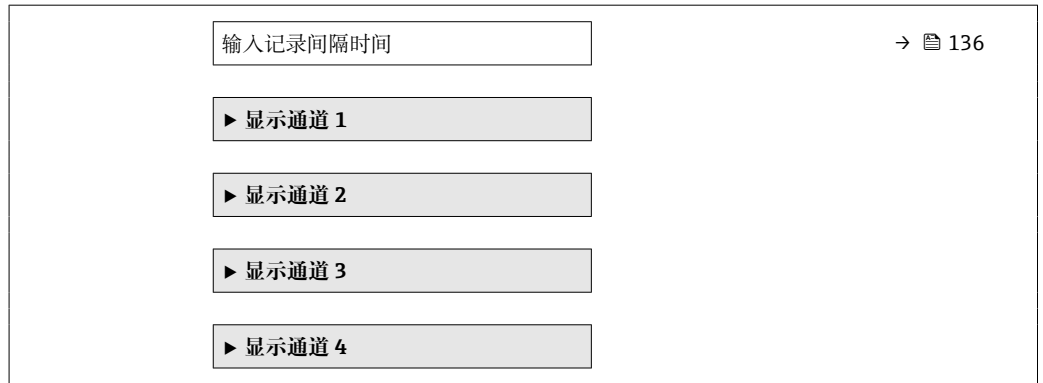 输入记录间隔时间 → 🖺 136
▶ 显示通道 1
▶ 显示通道 2
▶ 显示通道 3
▶ 显示通道 4